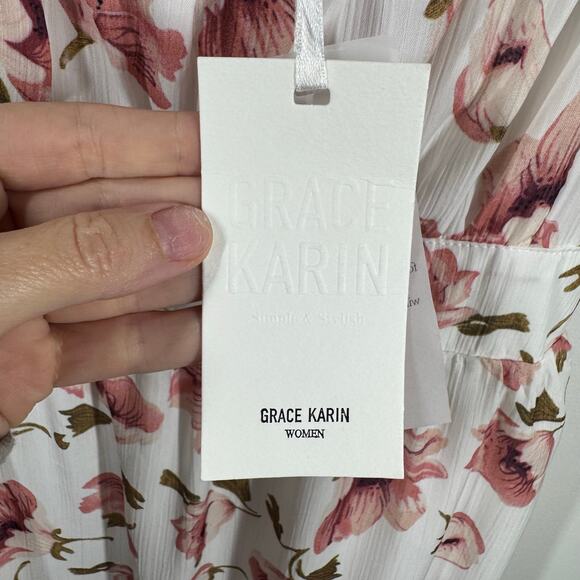 GRACE
KARIN
Simple & Stylish
GRACE KARIN
WOMEN